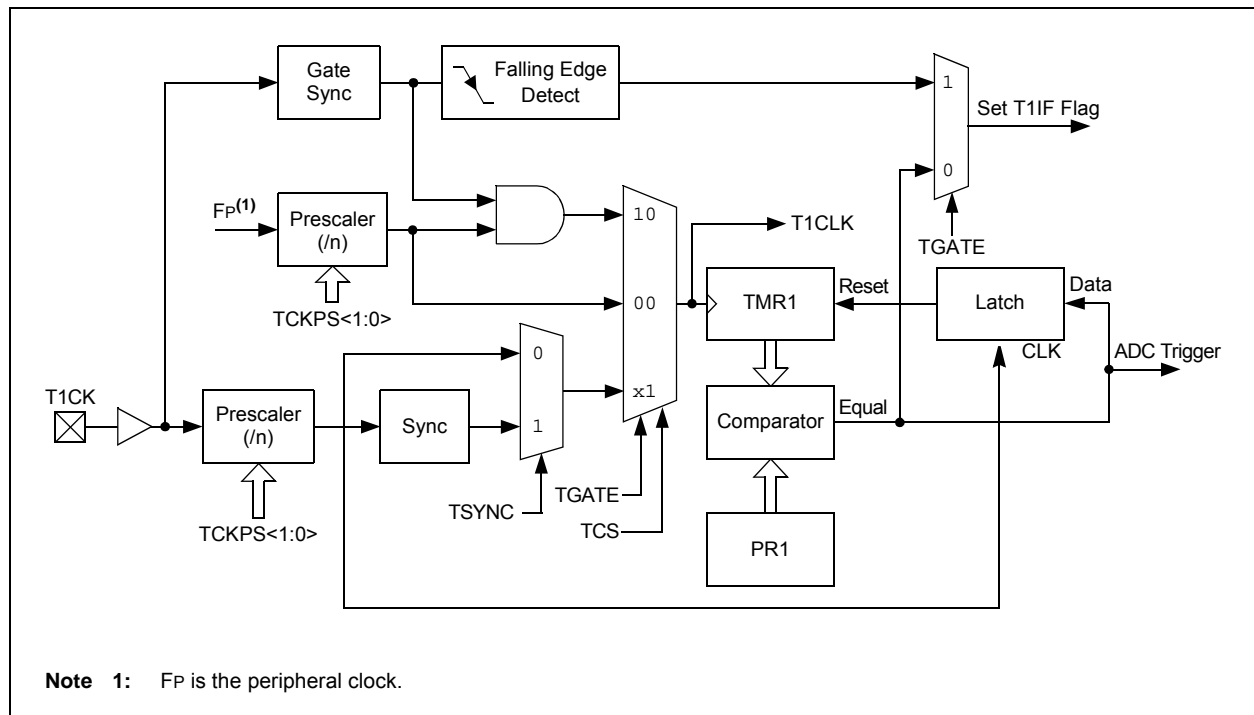 Gate
Sync
Falling Edge
Detect
1
Set T1IF Flag
0
TGATE
FP(1)
Prescaler
(/n)
TCKPS<1:0>
10
00
x1
T1CLK
TMR1
Reset
Latch
Data
CLK
ADC Trigger
T1CK
Prescaler
(/n)
TCKPS<1:0>
Sync
0
1
TSYNC
TGATE
TCS
Comparator
Equal
PR1
Note 1: FP is the peripheral clock.